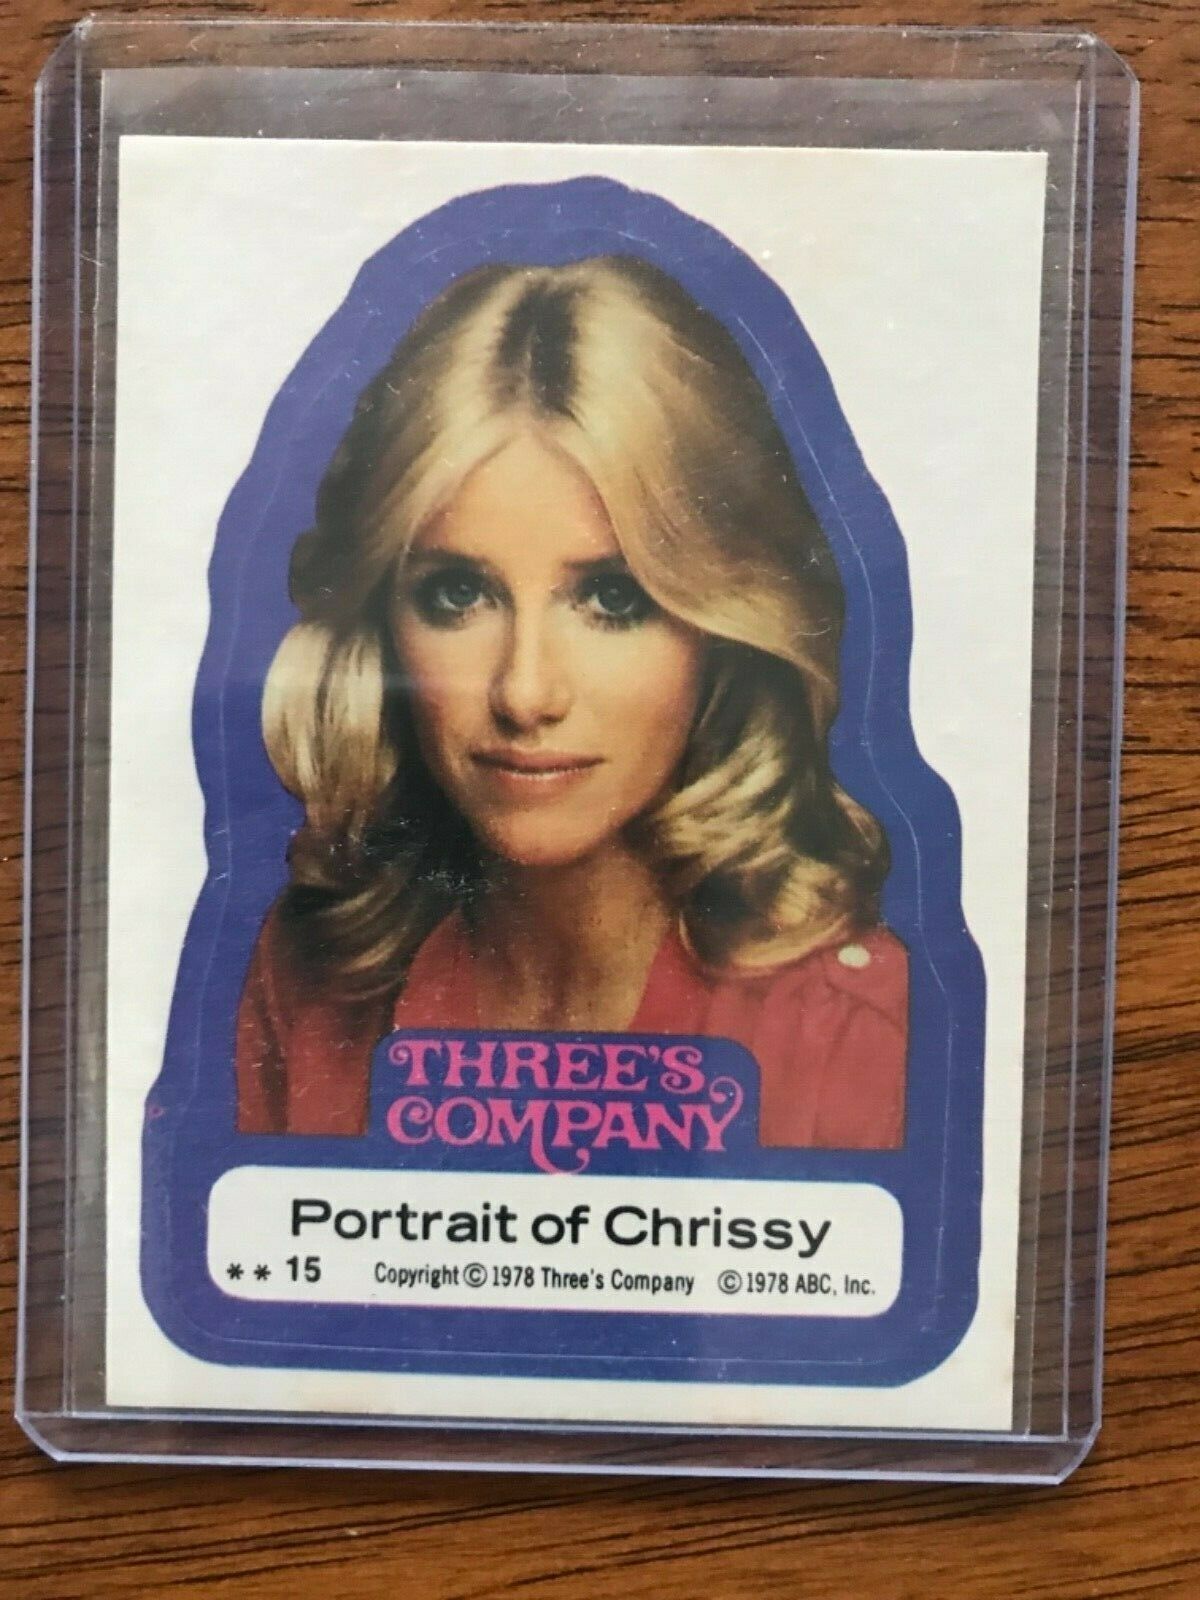 THREE'S
COMPANY
Portrait of Chrissy
** 15 Copyright © 1978 Three's Company © 1978 ABC, Inc.